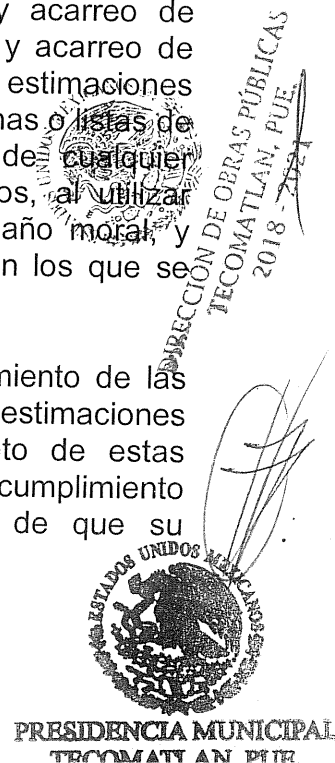 y acarreo de
y acarreo de
estimaciones
nas o listas de
de cualquier
os, al utilizar
año moral, y
n los que se
DIRECCIÓN DE OBRAS PÚBLICAS
TECOMATLAN, PUE.
2018 - 2021
miento de las
estimaciones
to de estas
cumplimiento
de que su
ESTADOS UNIDOS MEXICANOS
PRESIDENCIA MUNICIPAL
TECOMATLAN, PUE.